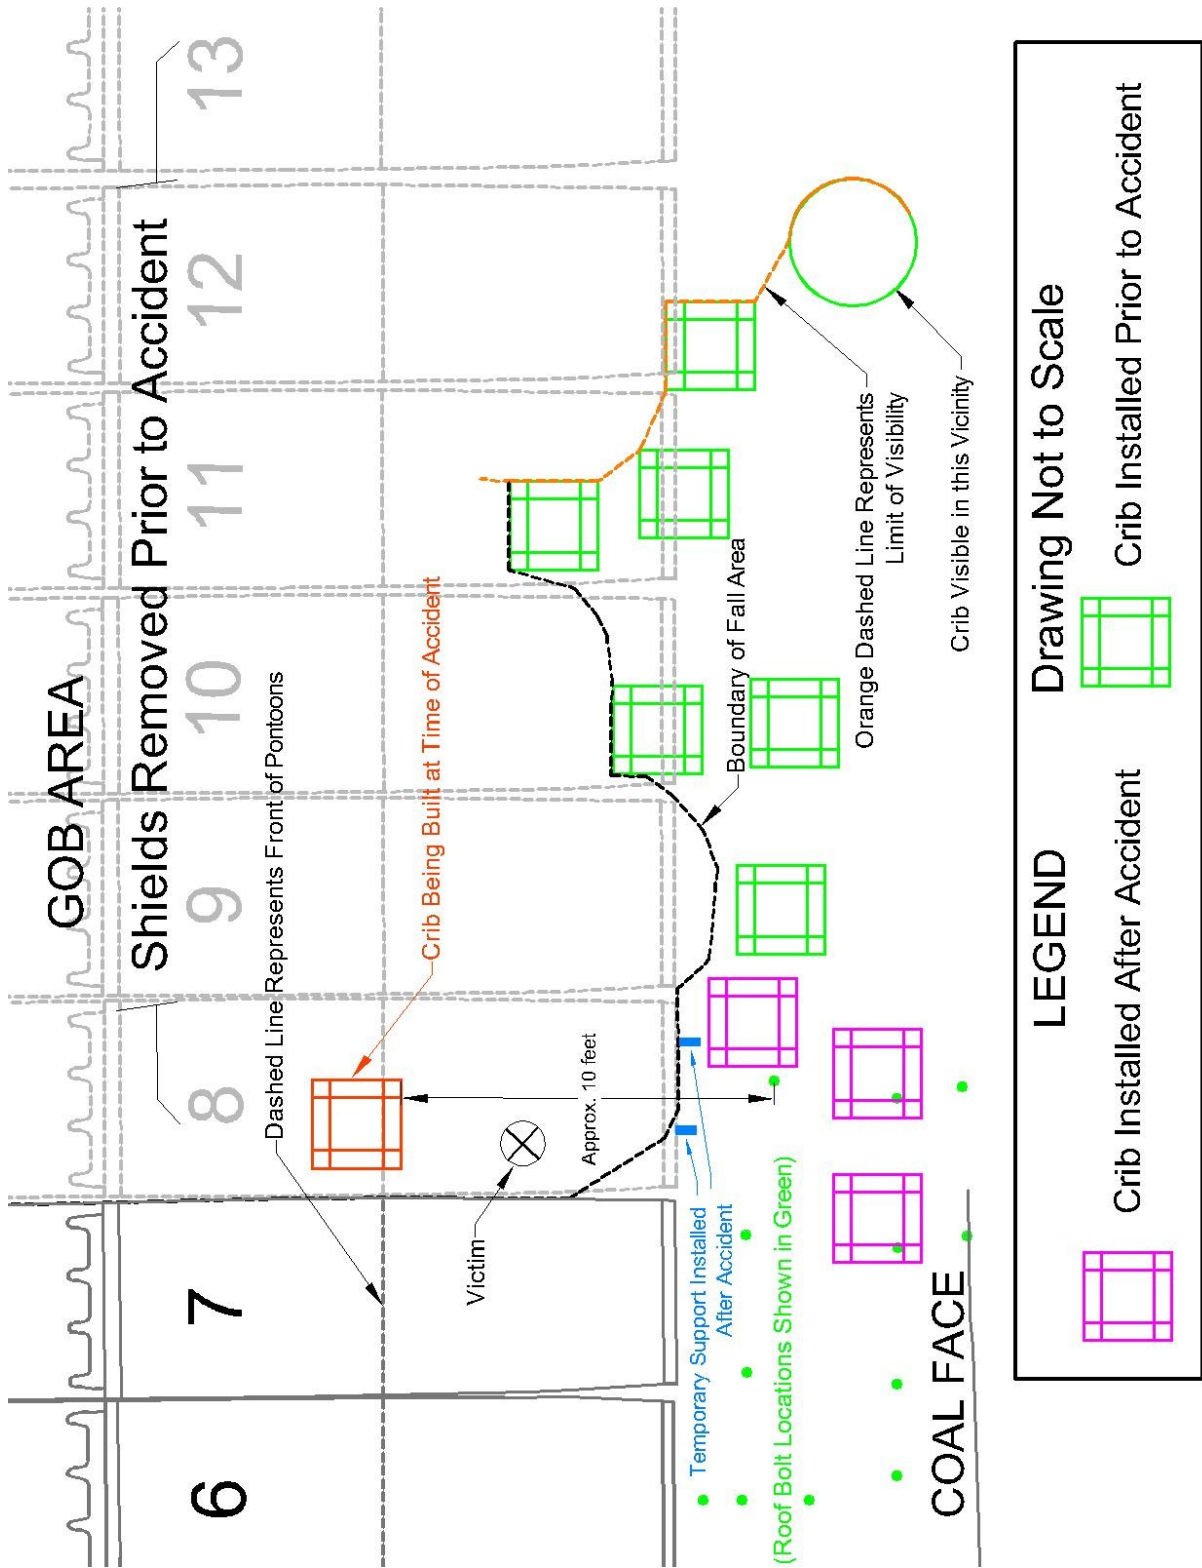 GOB AREA
Shields Removed Prior to Accident
6
7
8
9
10
11
12
13
Dashed Line Represents Front of Pontoons
Crib Being Built at Time of Accident
Victim
Approx. 10 feet
Temporary Support Installed
After Accident
(Roof Bolt Locations Shown in Green)
Boundary of Fall Area
Orange Dashed Line Represents
Limit of Visibility
Crib Visible in this Vicinity
COAL FACE
LEGEND
Drawing Not to Scale
Crib Installed After Accident
Crib Installed Prior to Accident